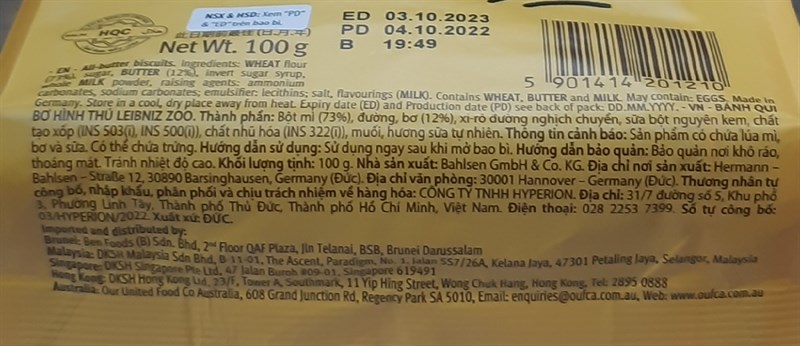 NSX & HSD: Xem "PD"
& "ED" trên bao bì.
HQC
ED 03.10.2023
PD 04.10.2022
B 19:49
Net Wt. 100 g
5 901414 201210
- EN - All-butter biscuits. Ingredients: WHEAT flour
(73%), sugar, BUTTER (12%), invert sugar syrup,
whole MILK powder, raising agents: ammonium
carbonates, sodium carbonates; emulsifier: lecithins; salt, flavourings (MILK). Contains WHEAT, BUTTER and MILK. May contain: EGGS. Made in
Germany. Store in a cool, dry place away from heat. Expiry date (ED) and Production date (PD) see back of pack: DD.MM.YYYY. - VN - BÁNH QUI
BƠ HÌNH THÚ LEIBNIZ ZOO. Thành phần: Bột mì (73%), đường, bơ (12%), xi-rô đường nghịch chuyển, sữa bột nguyên kem, chất
tạo xốp (INS 503(i), INS 500(i)), chất nhũ hóa (INS 322(i)), muối, hương sữa tự nhiên. Thông tin cảnh báo: Sản phẩm có chứa lúa mì,
bơ và sữa. Có thể chứa trứng. Hướng dẫn sử dụng: Sử dụng ngay sau khi mở bao bì. Hướng dẫn bảo quản: Bảo quản nơi khô ráo,
thoáng mát. Tránh nhiệt độ cao. Khối lượng tịnh: 100 g. Nhà sản xuất: Bahlsen GmbH & Co. KG. Địa chỉ nơi sản xuất: Hermann –
Bahlsen – Straße 12, 30890 Barsinghausen, Germany (Đức). Địa chỉ văn phòng: 30001 Hannover – Germany (Đức). Thương nhân tự
công bố, nhập khẩu, phân phối và chịu trách nhiệm về hàng hóa: CÔNG TY TNHH HYPERION. Địa chỉ: 31/7 đường số 5, Khu phố
3, Phường Linh Tây, Thành phố Thủ Đức, Thành phố Hồ Chí Minh, Việt Nam. Điện thoại: 028 2253 7399. Số tự công bố:
03/HYPERION/2022. Xuất xứ: ĐỨC.
Imported and distributed by:
Brunei: Ben Foods (B) Sdn. Bhd, 2nd Floor QAF Plaza, Jln Telanai, BSB, Brunei Darussalam
Malaysia: DKSH Malaysia Sdn Bhd, B-11-01, The Ascent, Paradigm, No. 1, Jalan SS7/26A, Kelana Jaya, 47301 Petaling Jaya, Selangor, Malaysia
Singapore: DKSH Singapore Pte Ltd, 47 Jalan Buroh #09-01, Singapore 619491
Hong Kong: DKSH Hong Kong Ltd, 23/F, Tower A, Southmark, 11 Yip Hing Street, Wong Chuk Hang, Hong Kong, Tel: 2895 0888
Australia: Our United Food Co Australia, 608 Grand Junction Rd, Regency Park SA 5010, Email: enquiries@oufca.com.au, Web: www.oufca.com.au